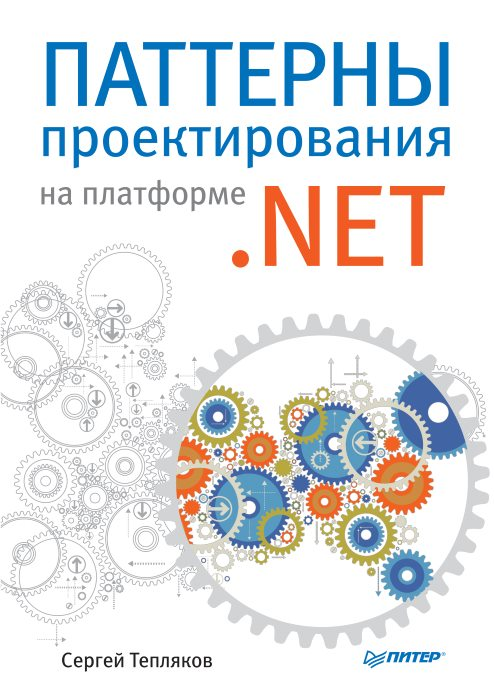 ПАТТЕРНЫ
проектирования
на платформе
.NET
Сергей Тепляков
ПИТЕР®